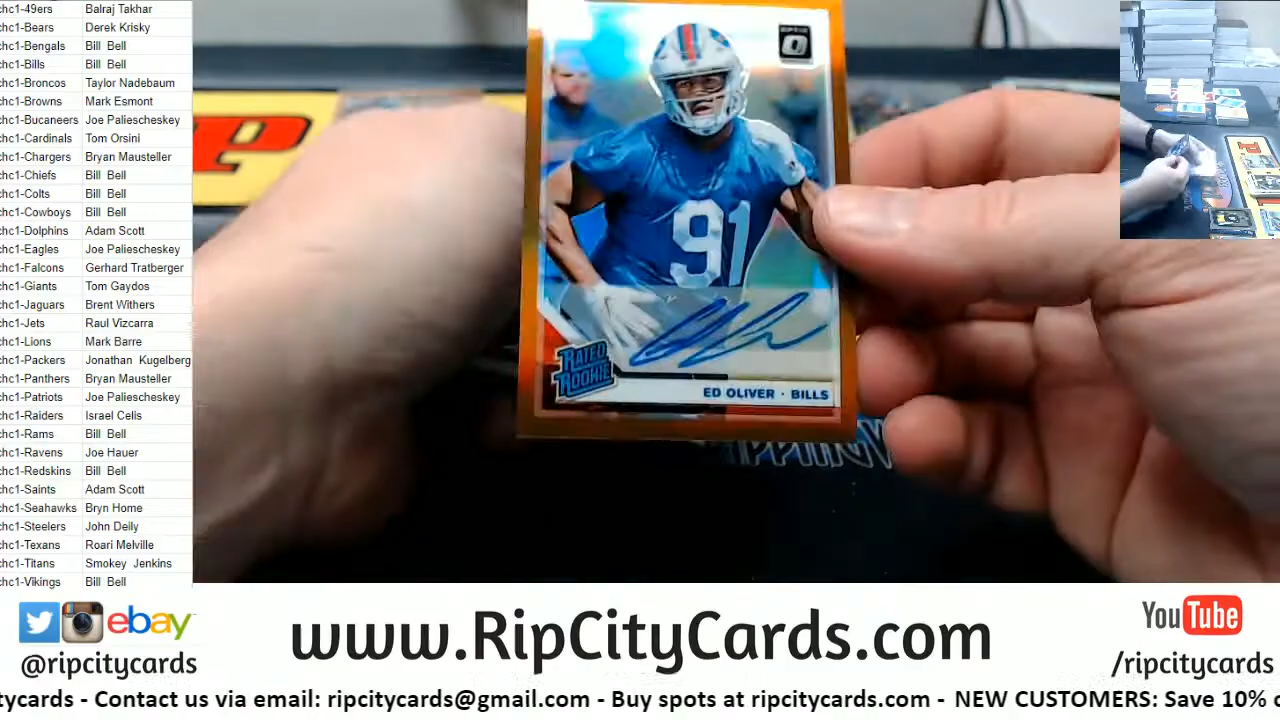 chc1-49ers Balraj Takhar
chc1-Bears Derek Krisky
chc1-Bengals Bill Bell
chc1-Bills Bill Bell
chc1-Broncos Taylor Nadebaum
chc1-Browns Mark Esmont
chc1-Bucaneers Joe Paliescheskey
chc1-Cardinals Tom Orsini
chc1-Chargers Bryan Mausteller
chc1-Chiefs Bill Bell
chc1-Colts Bill Bell
chc1-Cowboys Bill Bell
chc1-Dolphins Adam Scott
chc1-Eagles Joe Paliescheskey
chc1-Falcons Gerhard Tratberger
chc1-Giants Tom Gaydos
chc1-Jaguars Brent Withers
chc1-Jets Raul Vizcarra
chc1-Lions Mark Barre
chc1-Packers Jonathan Kugelberg
chc1-Panthers Bryan Mausteller
chc1-Patriots Joe Paliescheskey
chc1-Raiders Israel Celis
chc1-Rams Bill Bell
chc1-Ravens Joe Hauer
chc1-Redskins Bill Bell
chc1-Saints Adam Scott
chc1-Seahawks Bryn Home
chc1-Steelers John Deily
chc1-Texans Roari Melville
chc1-Titans Smokey Jenkins
chc1-Vikings Bill Bell
91
RATED
ROOKIE
ED OLIVER · BILLS
ebay
@ripcitycards
www.RipCityCards.com
YouTube
/ripcitycards
tycards - Contact us via email: ripcitycards@gmail.com - Buy spots at ripcitycards.com - NEW CUSTOMERS: Save 10%